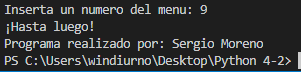 Inserta un numero del menu: 9
¡Hasta luego!
Programa realizado por: Sergio Moreno
PS C:\Users\windiurno\Desktop\Python 4-2>